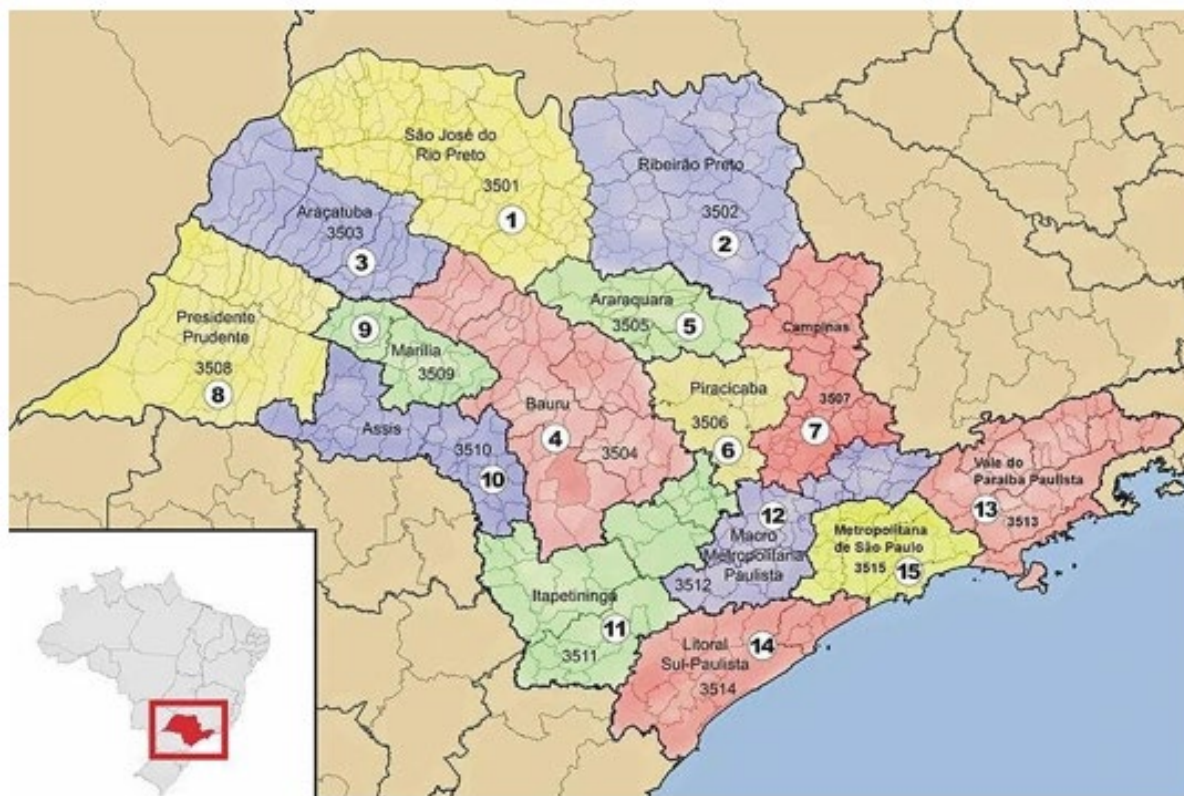 São José do
Rio Preto
3501
1
Ribeirão Preto
3502
2
Araçatuba
3503
3
Araraquara
3505
5
Campinas
3507
7
Presidente
Prudente
3508
8
9
Marília
3509
Piracicaba
3506
6
Bauru
4
3504
Assis
3510
10
12
Macro
Metropolitana
Paulista
3512
Vale do
Paraiba Paulista
13
3513
Metropolitana
de São Paulo
3515
15
Itapetininga
11
3511
Litoral
Sul-Paulista
14
3514